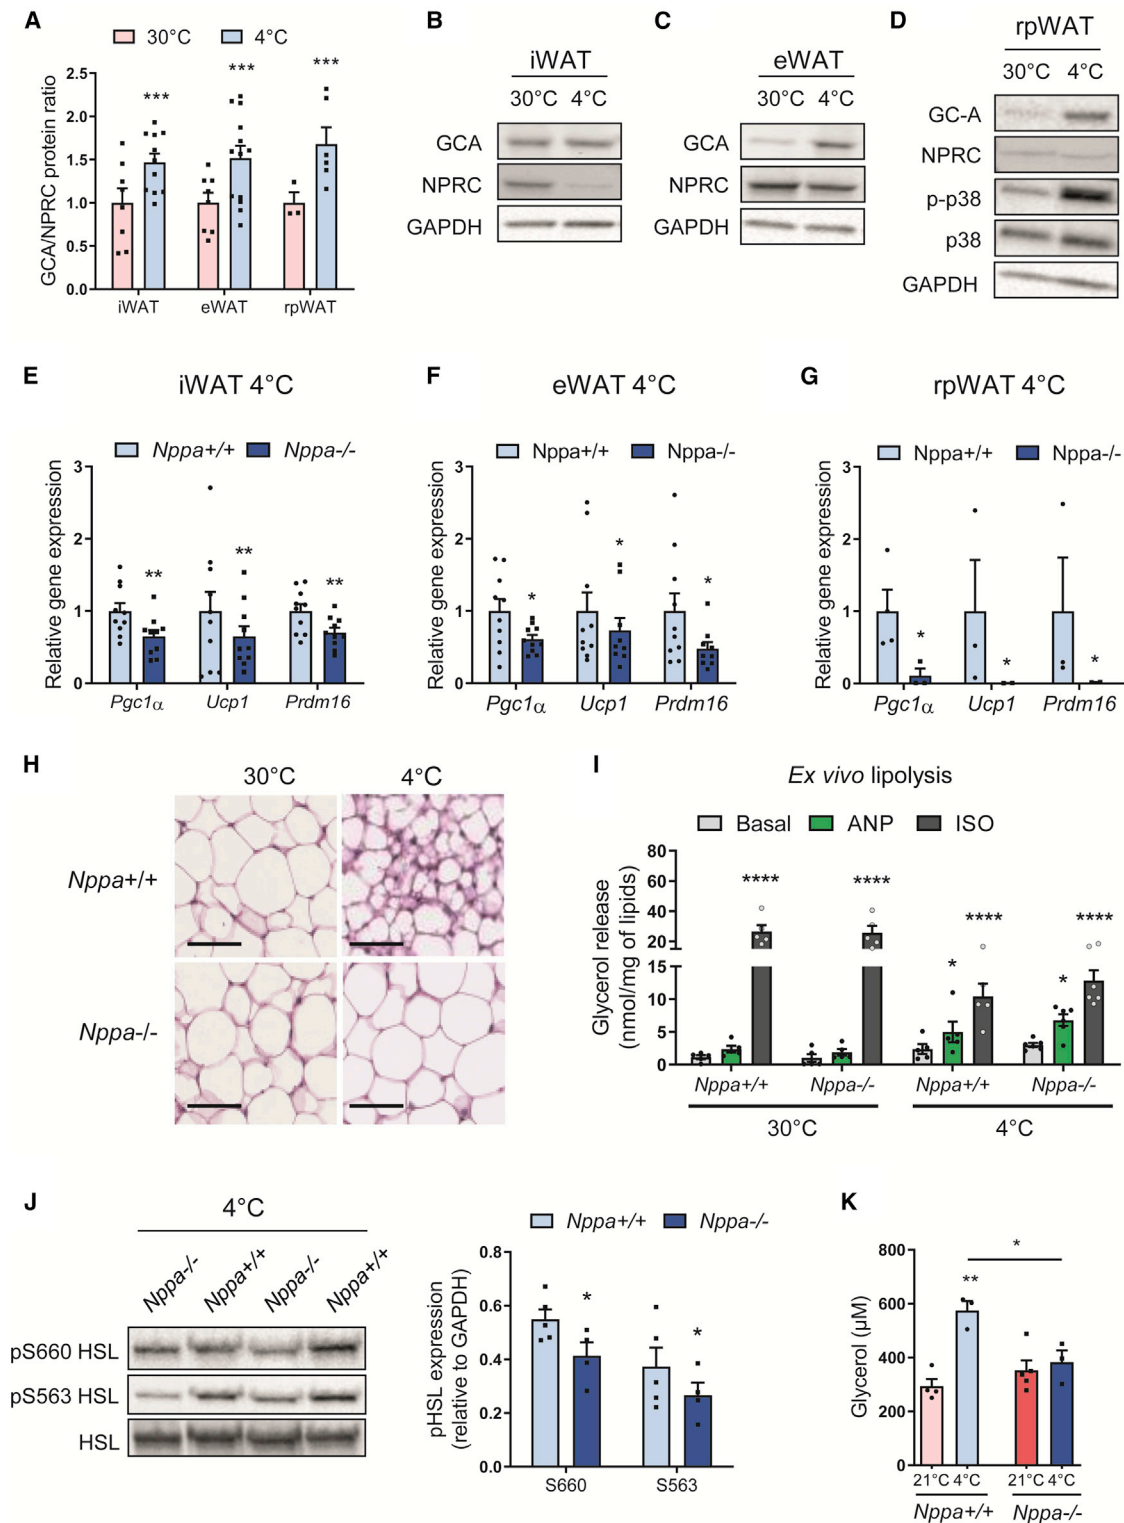 A
30°C 4°C
GCA/NPRC protein ratio
2.5
2.0
1.5
1.0
0.5
0.0
*** *** ***
iWAT eWAT rpWAT
B
iWAT
30°C 4°C
GCA
NPRC
GAPDH
C
eWAT
30°C 4°C
GCA
NPRC
GAPDH
D
rpWAT
30°C 4°C
GC-A
NPRC
p-p38
p38
GAPDH
E
iWAT 4°C
Nppa+/+ Nppa-/-
Relative gene expression
3
2
1
0
** ** **
Pgc1α Ucp1 Prdm16
F
eWAT 4°C
Nppa+/+ Nppa-/-
Relative gene expression
3
2
1
0
* * *
Pgc1α Ucp1 Prdm16
G
rpWAT 4°C
Nppa+/+ Nppa-/-
Relative gene expression
3
2
1
0
* * *
Pgc1α Ucp1 Prdm16
H
30°C 4°C
Nppa+/+
Nppa-/-
I
Ex vivo lipolysis
Basal ANP ISO
Glycerol release
(nmol/mg of lipids)
80
60
40
20
15
10
5
0
**** **** * **** * ****
Nppa+/+ Nppa-/- Nppa+/+ Nppa-/-
30°C 4°C
J
4°C
Nppa-/- Nppa+/+ Nppa-/- Nppa+/+
pS660 HSL
pS563 HSL
HSL
Nppa+/+ Nppa-/-
pHSL expression
(relative to GAPDH)
0.8
0.6
0.4
0.2
0.0
* *
S660 S563
K
Glycerol (µM)
800
600
400
200
0
*
**
21°C 4°C 21°C 4°C
Nppa+/+ Nppa-/-